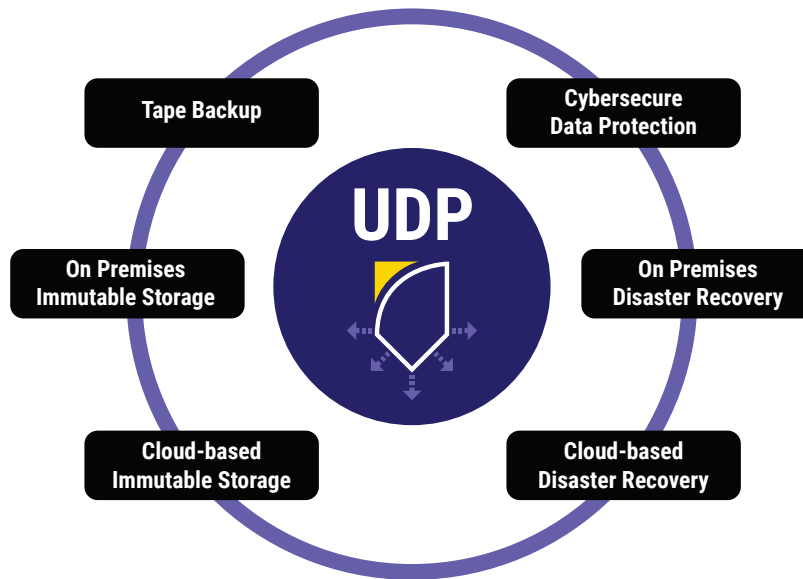 Tape Backup
Cybersecure
Data Protection
UDP
On Premises
Immutable Storage
On Premises
Disaster Recovery
Cloud-based
Immutable Storage
Cloud-based
Disaster Recovery